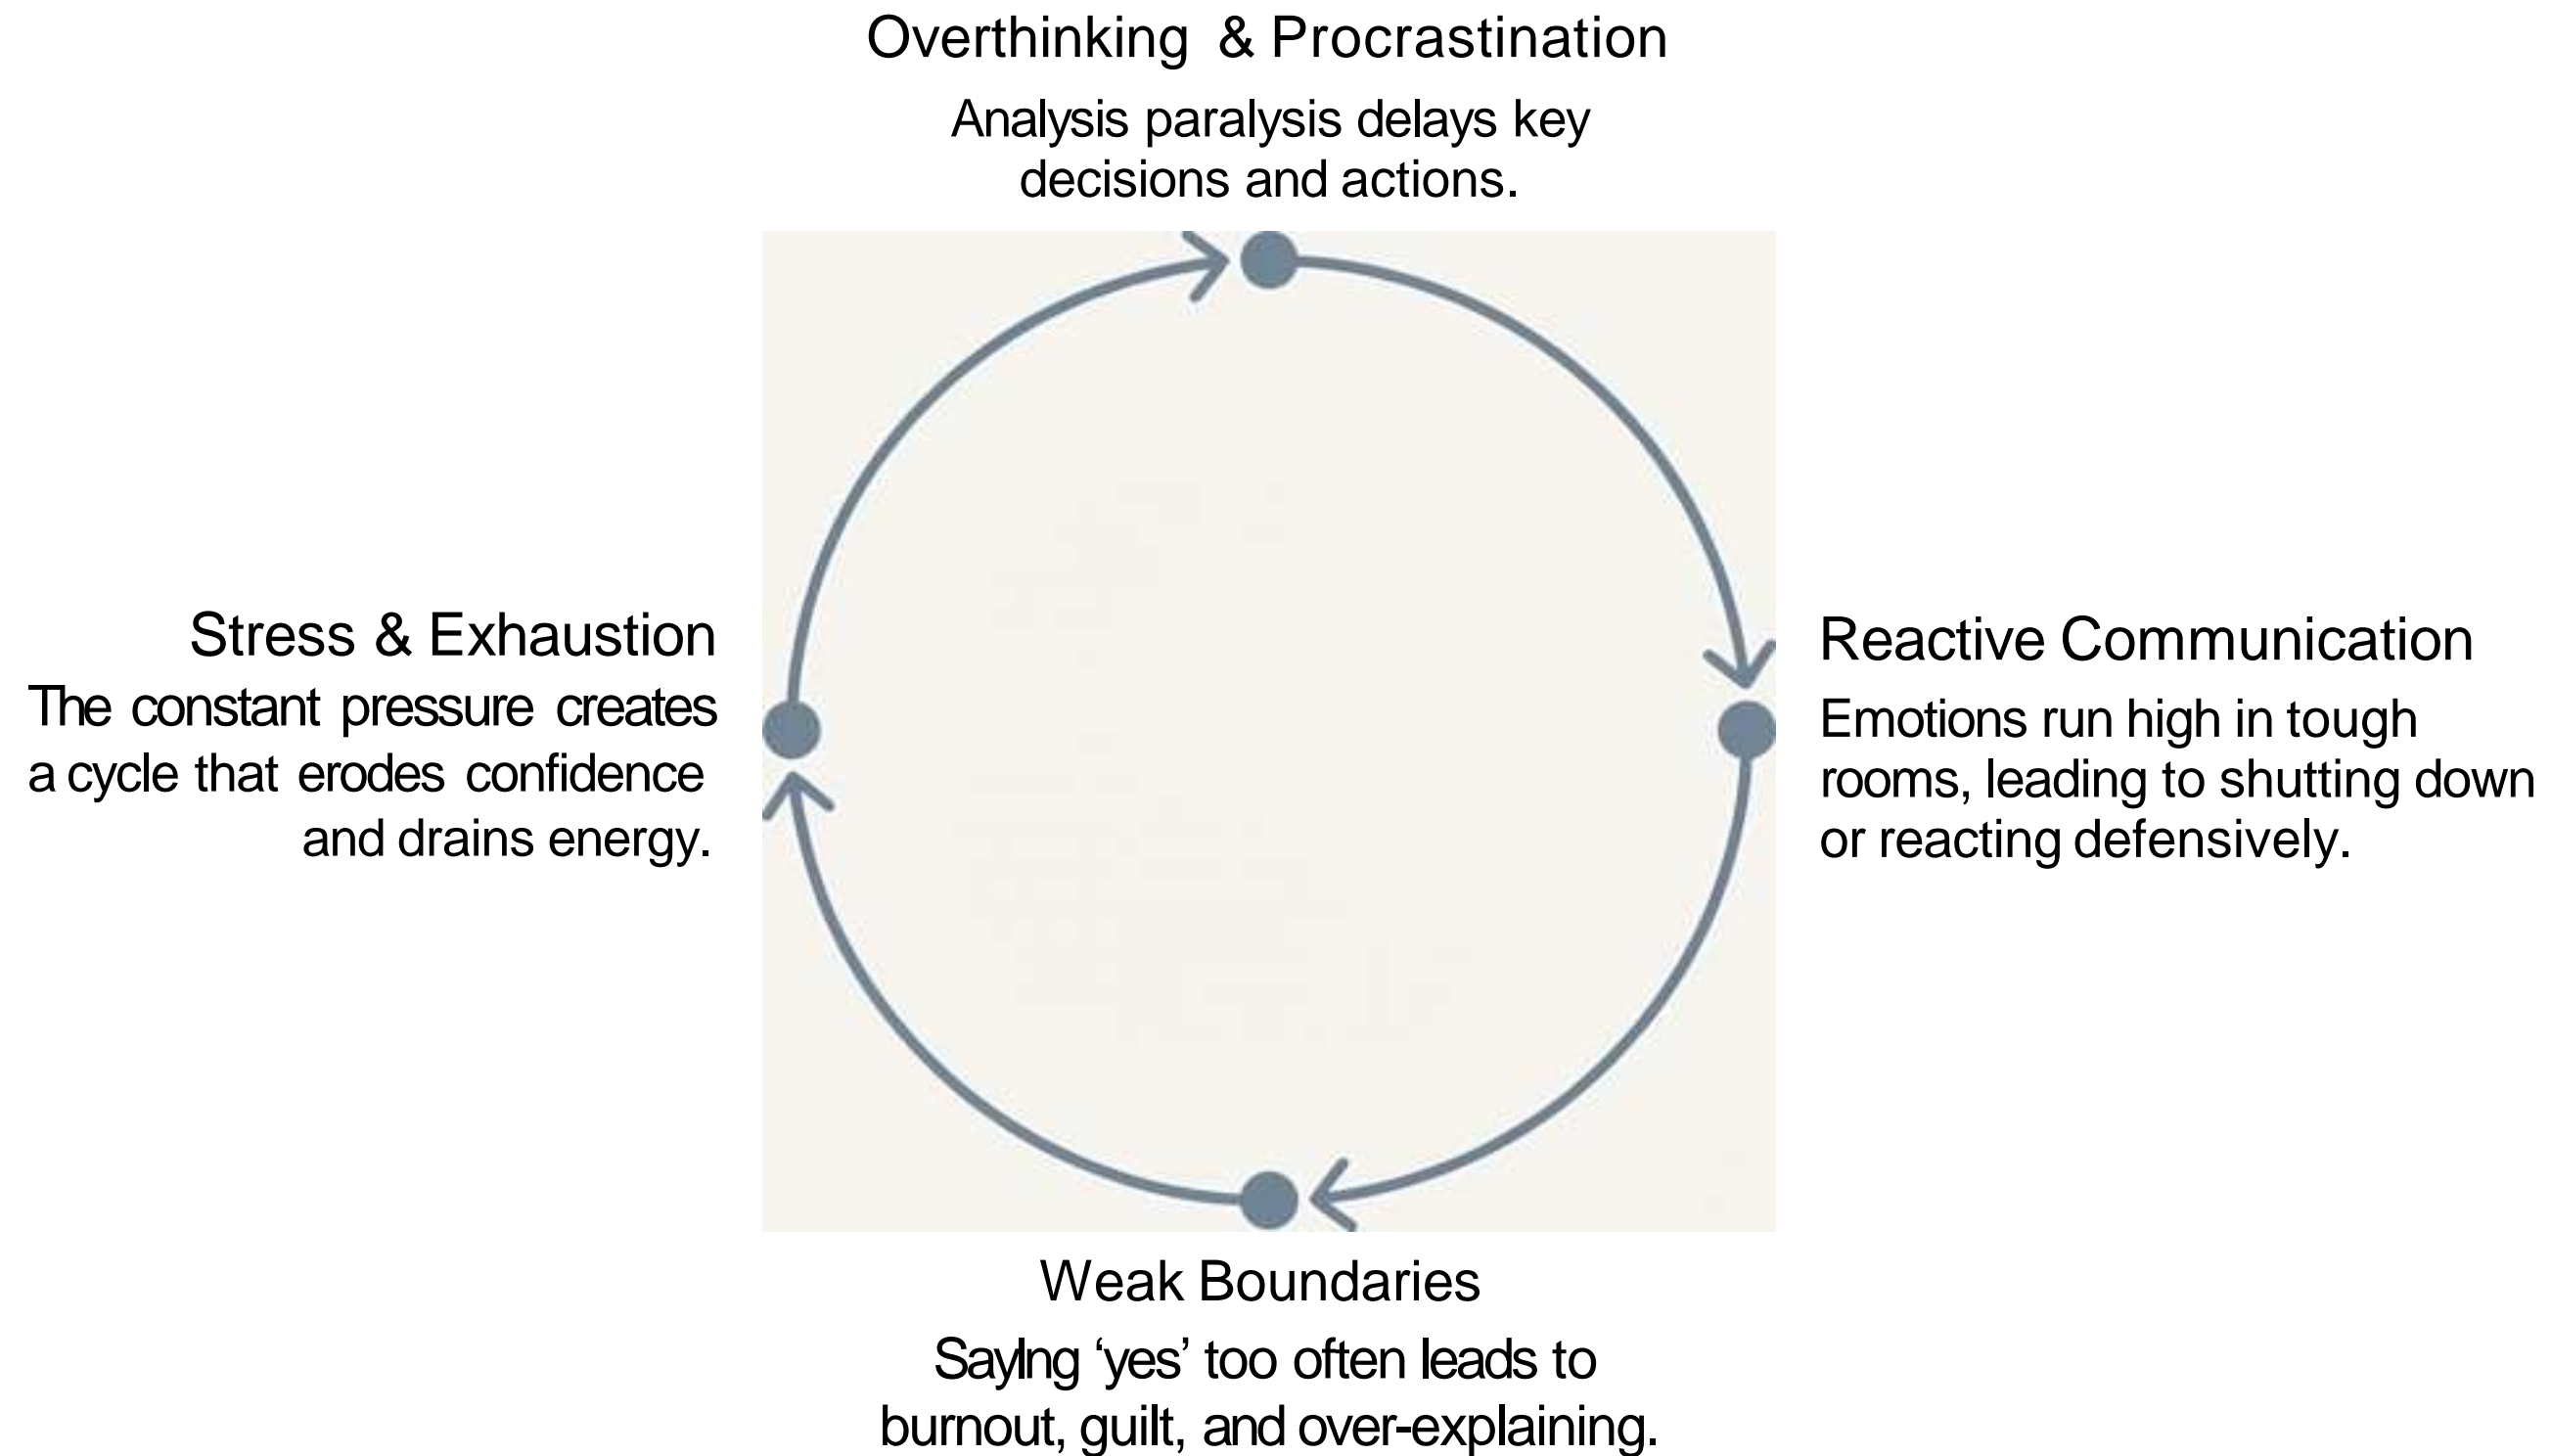 Overthinking & Procrastination
Analysis paralysis delays key
decisions and actions.
Stress & Exhaustion
The constant pressure creates
a cycle that erodes confidence
and drains energy.
Reactive Communication
Emotions run high in tough
rooms, leading to shutting down
or reacting defensively.
Weak Boundaries
SayIng ‘yes’ too often leads to
burnout, guilt, and over-explaining.